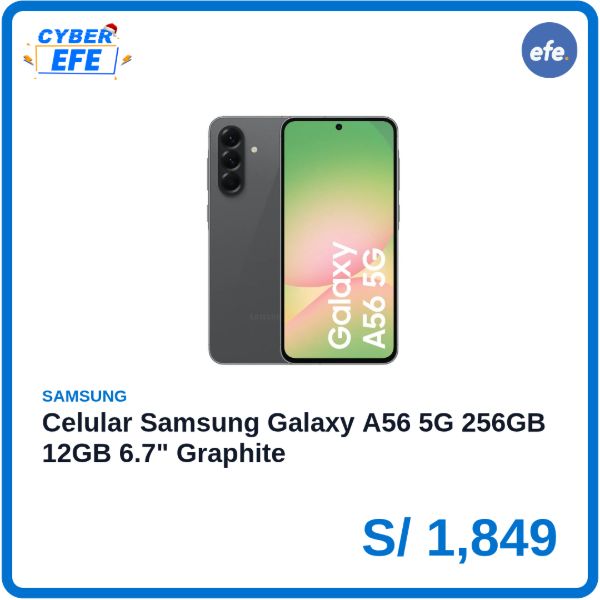 CYBER
EFE
efe.
Galaxy
A56 5G
SAMSUNG
SAMSUNG
Celular Samsung Galaxy A56 5G 256GB
12GB 6.7" Graphite
S/ 1,849